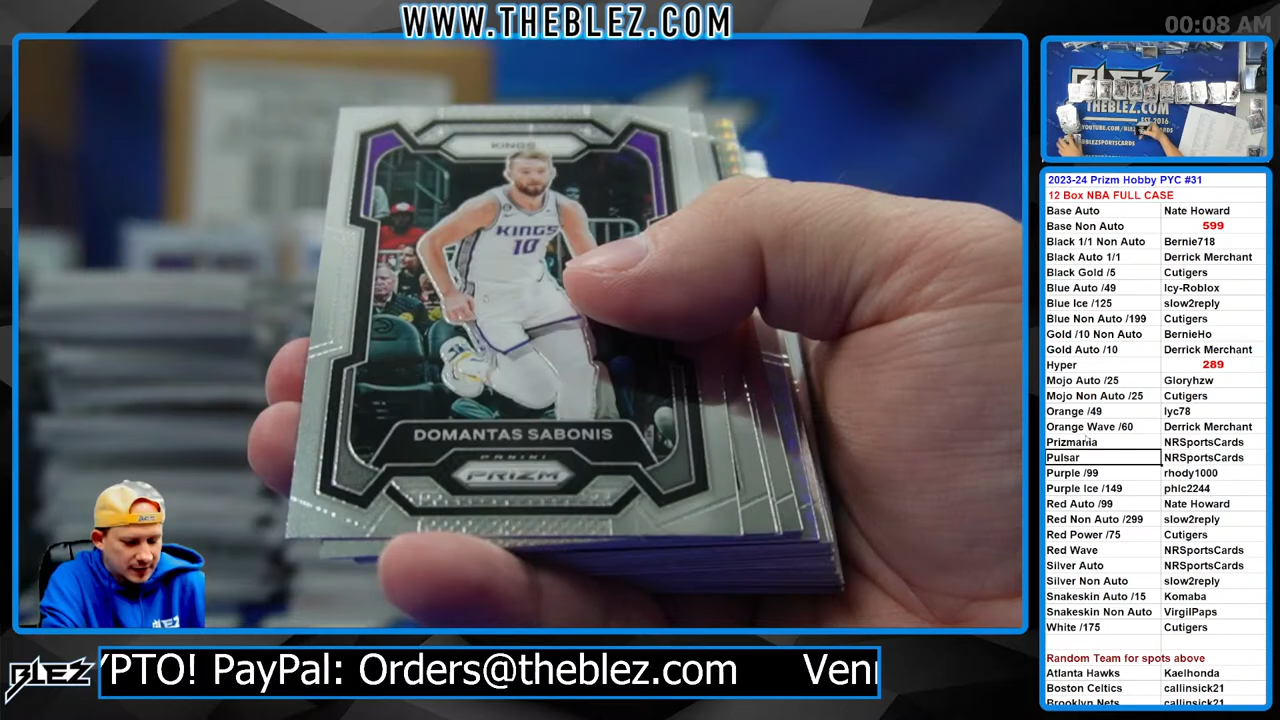 WWW.THEBLEZ.COM
00:08 AM
KINGS
KINGS
10
DOMANTAS SABONIS
PANINI
PRIZM
BLEZ
THEBLEZ.COM
EST. 2016
2023-24 Prizm Hobby PYC #31
12 Box NBA FULL CASE
Base Auto Nate Howard
Base Non Auto 599
Black 1/1 Non Auto Bernie718
Black Auto 1/1 Derrick Merchant
Black Gold /5 Cutigers
Blue Auto /49 Icy-Roblox
Blue Ice /125 slow2reply
Blue Non Auto /199 Cutigers
Gold /10 Non Auto BernieHo
Gold Auto /10 Derrick Merchant
Hyper 289
Mojo Auto /25 Gloryhzw
Mojo Non Auto /25 Cutigers
Orange /49 lyc78
Orange Wave /60 Derrick Merchant
Prizmania NRSportsCards
Pulsar NRSportsCards
Purple /99 rhody1000
Purple Ice /149 phlc2244
Red Auto /99 Nate Howard
Red Non Auto /299 slow2reply
Red Power /75 Cutigers
Red Wave NRSportsCards
Silver Auto NRSportsCards
Silver Non Auto slow2reply
Snakeskin Auto /15 Komaba
Snakeskin Non Auto VirgilPaps
White /175 Cutigers
Random Team for spots above
Atlanta Hawks Kaelhonda
Boston Celtics callinsick21
Brooklyn Nets callinsick21
BLEZ
YPTO! PayPal: Orders@theblez.com Ven